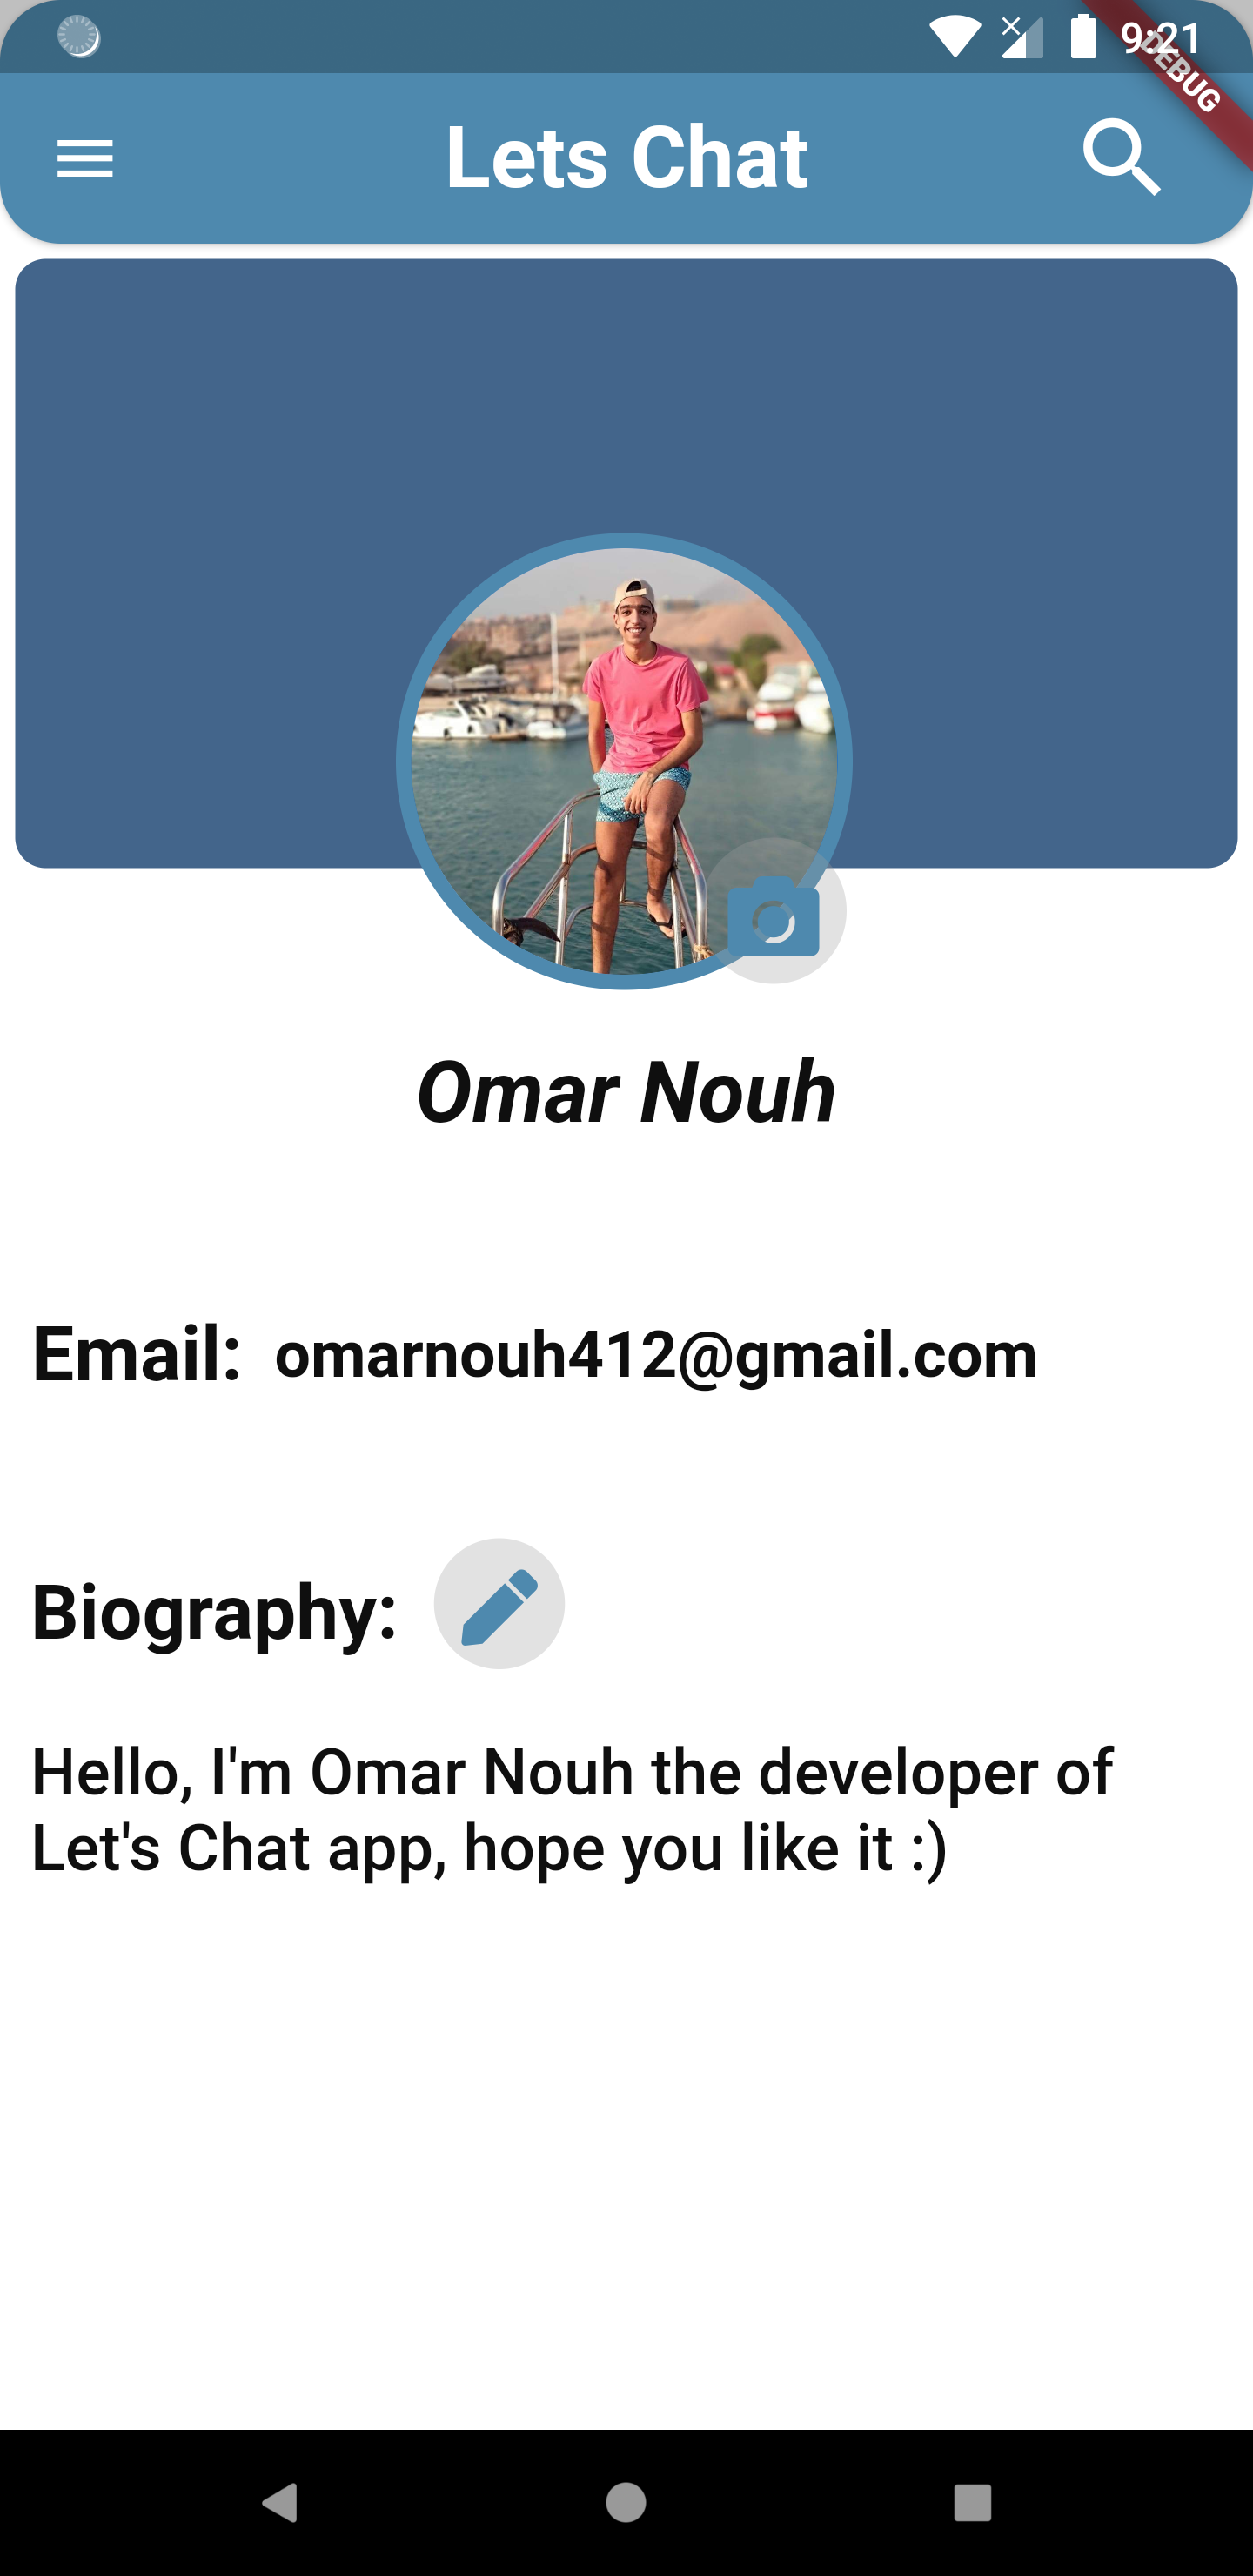 9:21
DEBUG
Lets Chat
Omar Nouh
Email: omarnouh412@gmail.com
Biography:
Hello, I'm Omar Nouh the developer of
Let's Chat app, hope you like it :)